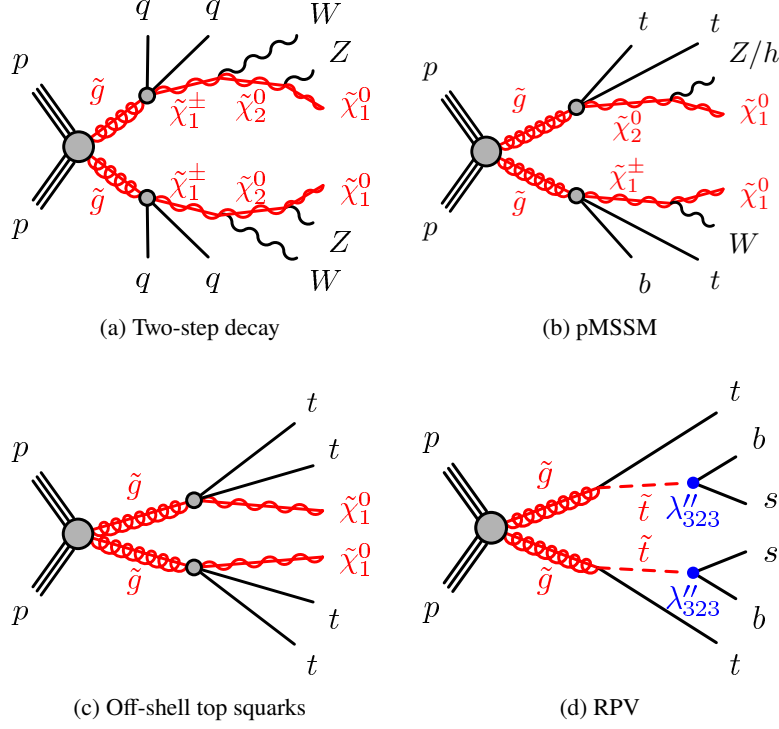 q q W
p Z
g̃ χ̃₁± χ̃₂⁰ χ̃₁⁰
g̃ χ̃₁± χ̃₂⁰ χ̃₁⁰
p Z
q q W
(a) Two-step decay
t t
p Z/h
g̃ χ̃₂⁰ χ̃₁⁰
g̃ χ̃₁± χ̃₁⁰
p W
b t
(b) pMSSM
t
p t
g̃ χ̃₁⁰
g̃ χ̃₁⁰
p t
t
(c) Off-shell top squarks
t
p b
g̃ t̃ λ″₃₂₃ s
g̃ t̃ λ″₃₂₃ s
p b
t
(d) RPV